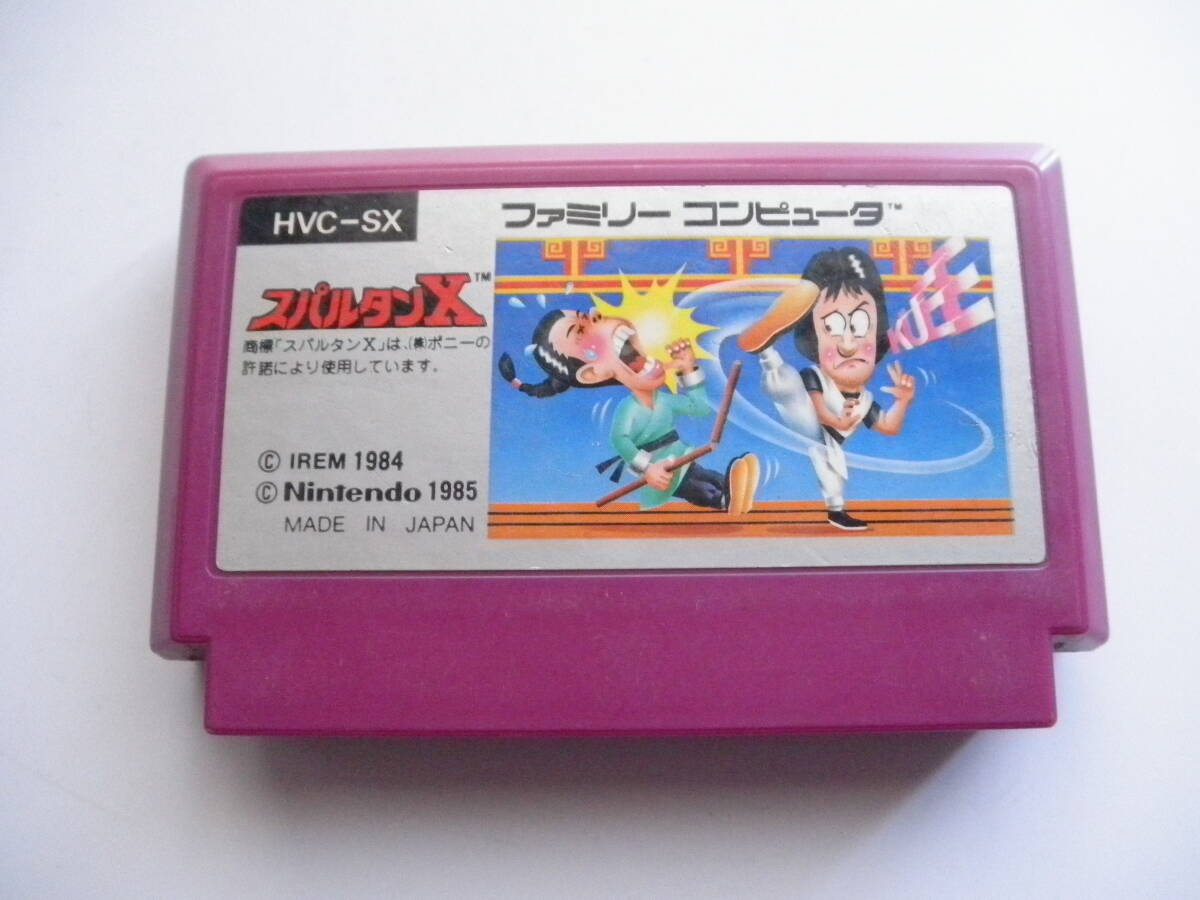 HVC-SX
ファミリー コンピュータ™
スパルタンX™
商標「スパルタンX」は、(株)ポニーの
許諾により使用しています。
© IREM 1984
© Nintendo 1985
MADE IN JAPAN